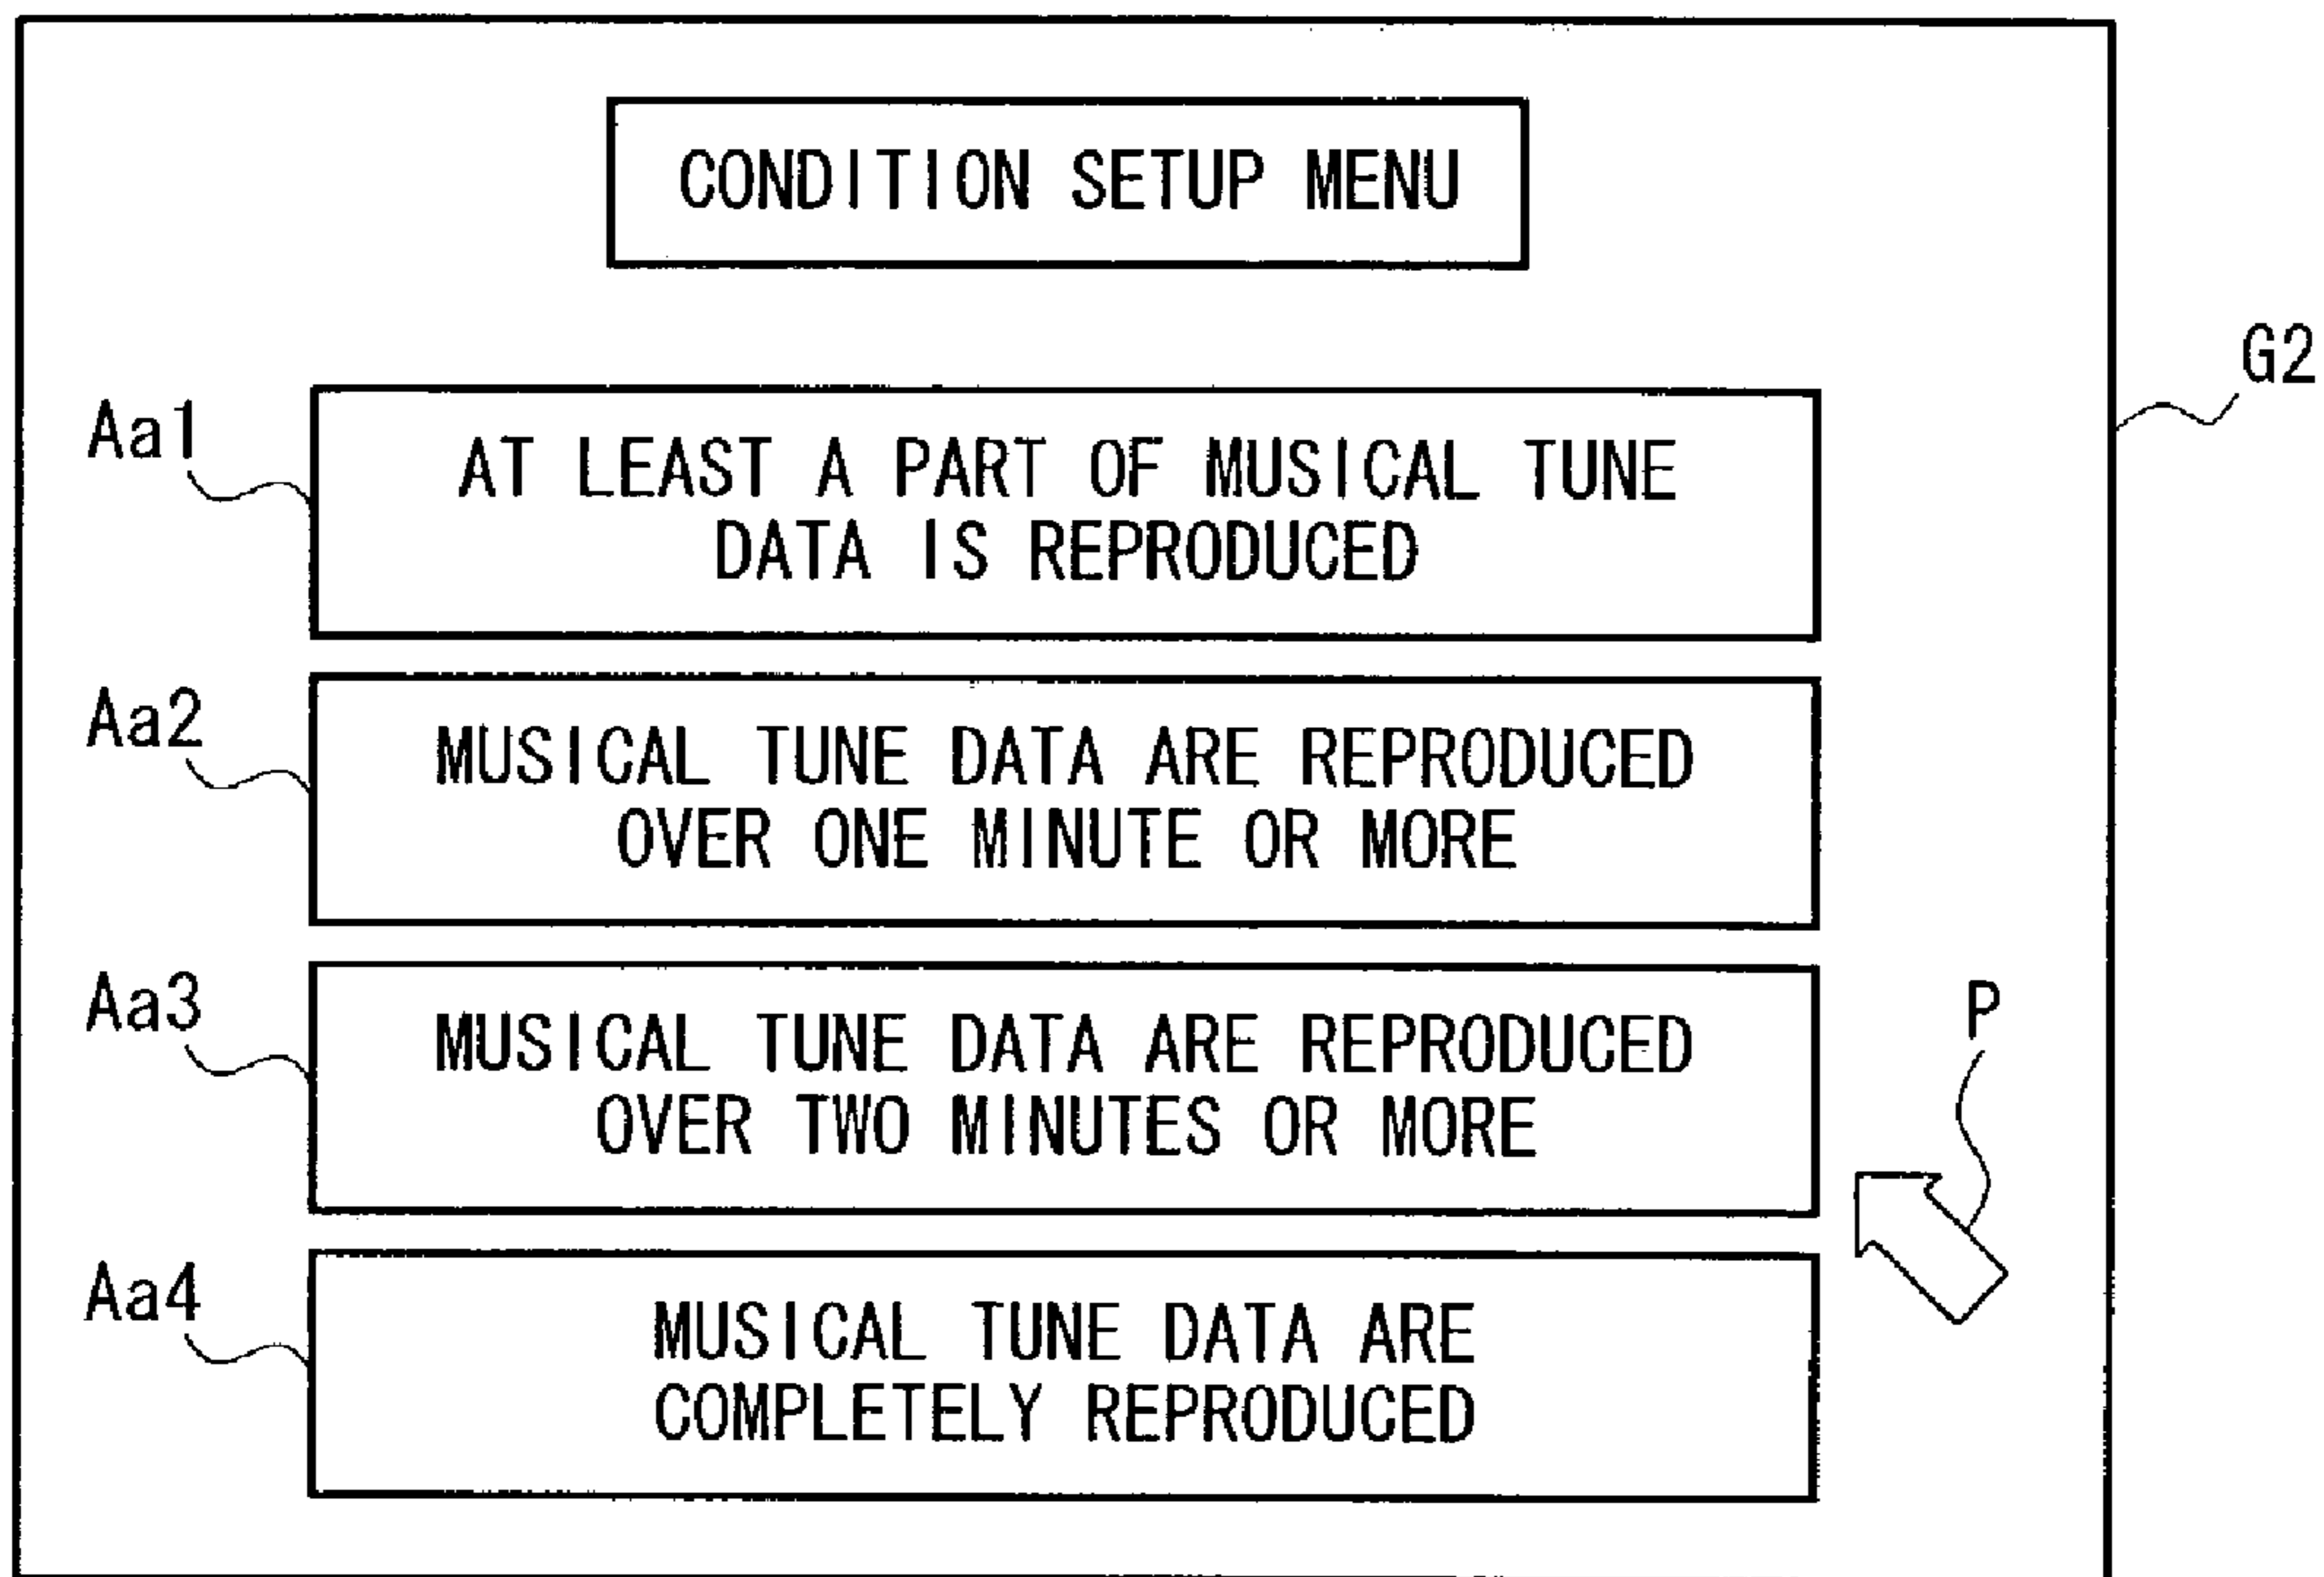 CONDITION SETUP MENU
G2
Aa1
AT LEAST A PART OF MUSICAL TUNE
DATA IS REPRODUCED
Aa2
MUSICAL TUNE DATA ARE REPRODUCED
OVER ONE MINUTE OR MORE
Aa3
MUSICAL TUNE DATA ARE REPRODUCED
OVER TWO MINUTES OR MORE
P
Aa4
MUSICAL TUNE DATA ARE
COMPLETELY REPRODUCED